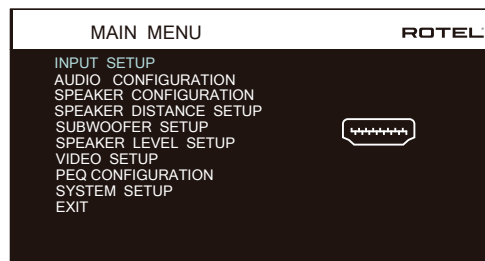 MAIN MENU
ROTEL
INPUT SETUP
AUDIO CONFIGURATION
SPEAKER CONFIGURATION
SPEAKER DISTANCE SETUP
SUBWOOFER SETUP
SPEAKER LEVEL SETUP
VIDEO SETUP
PEQ CONFIGURATION
SYSTEM SETUP
EXIT